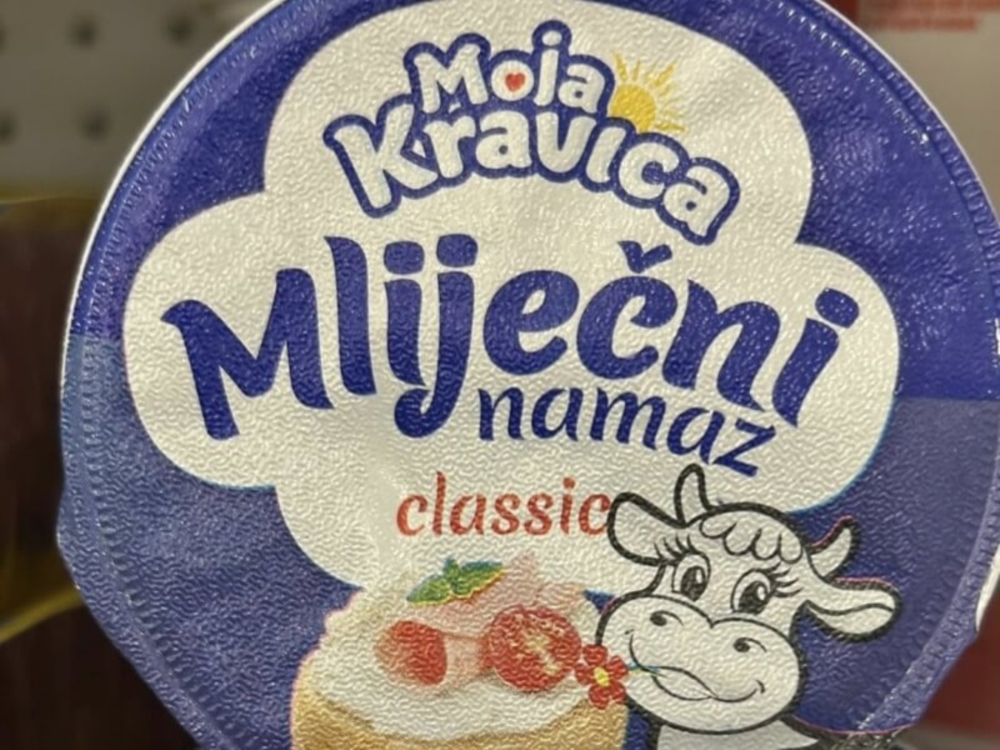 Moja
Kravica
Mliječni
namaz
classic